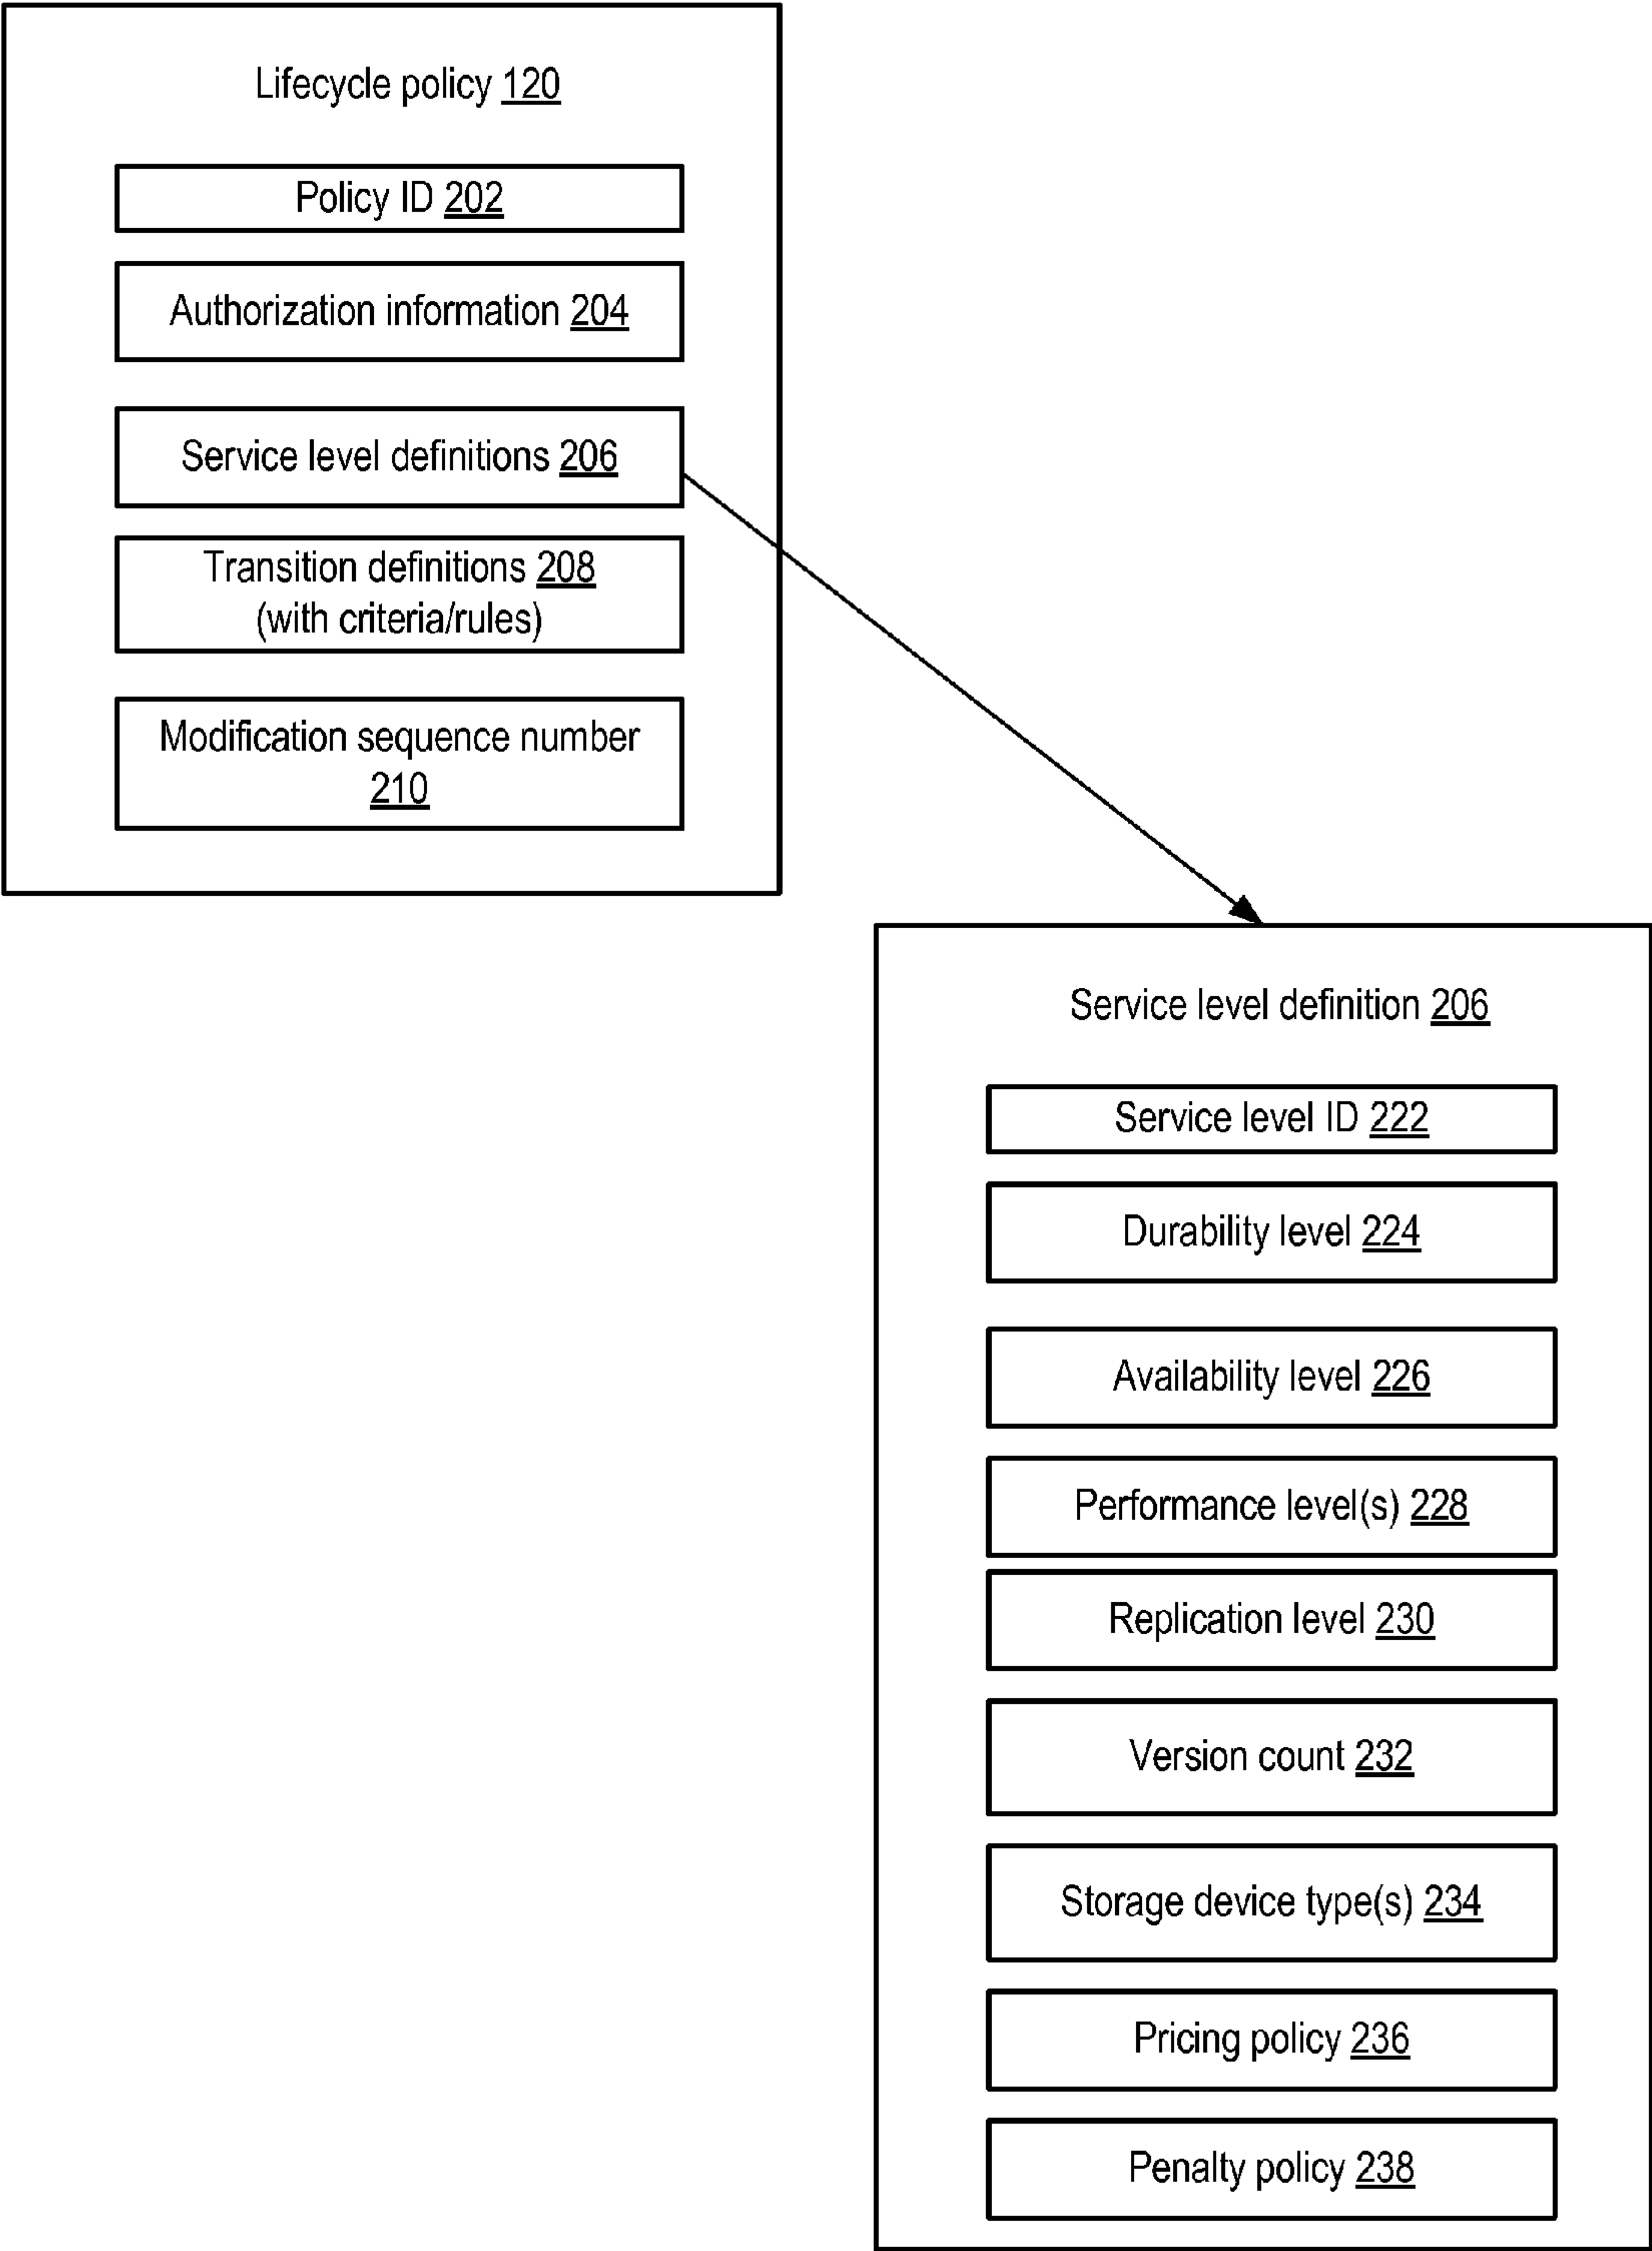 Lifecycle policy 120
Policy ID 202
Authorization information 204
Service level definitions 206
Transition definitions 208
(with criteria/rules)
Modification sequence number
210
Service level definition 206
Service level ID 222
Durability level 224
Availability level 226
Performance level(s) 228
Replication level 230
Version count 232
Storage device type(s) 234
Pricing policy 236
Penalty policy 238